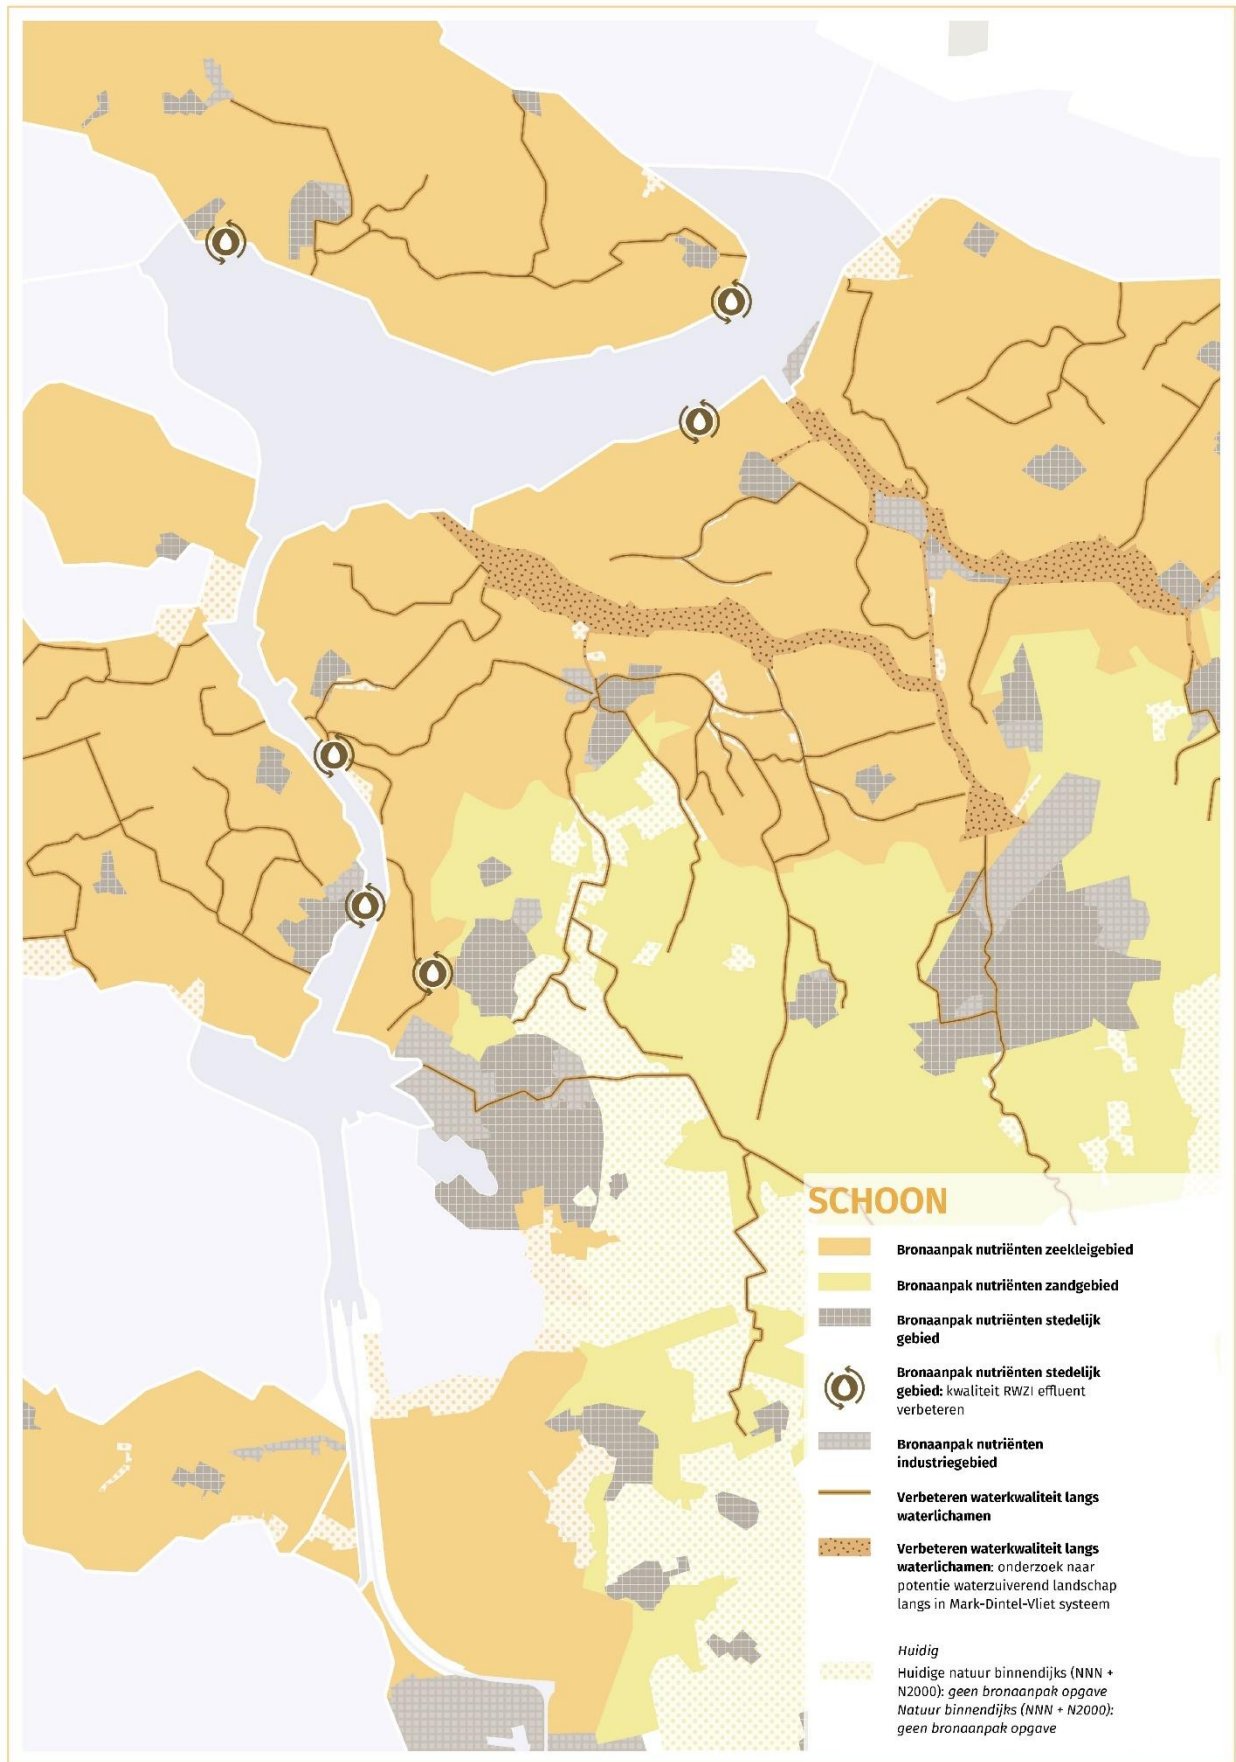 SCHOON
Bronaanpak nutriënten zeekleigebied
Bronaanpak nutriënten zandgebied
Bronaanpak nutriënten stedelijk
gebied
Bronaanpak nutriënten stedelijk
gebied: kwaliteit RWZI effluent
verbeteren
Bronaanpak nutriënten
industriegebied
Verbeteren waterkwaliteit langs
waterlichamen
Verbeteren waterkwaliteit langs
waterlichamen: onderzoek naar
potentie waterzuiverend landschap
langs in Mark-Dintel-Vliet systeem
Huidig
Huidige natuur binnendijks (NNN +
N2000): geen bronaanpak opgave
Natuur binnendijks (NNN + N2000):
geen bronaanpak opgave